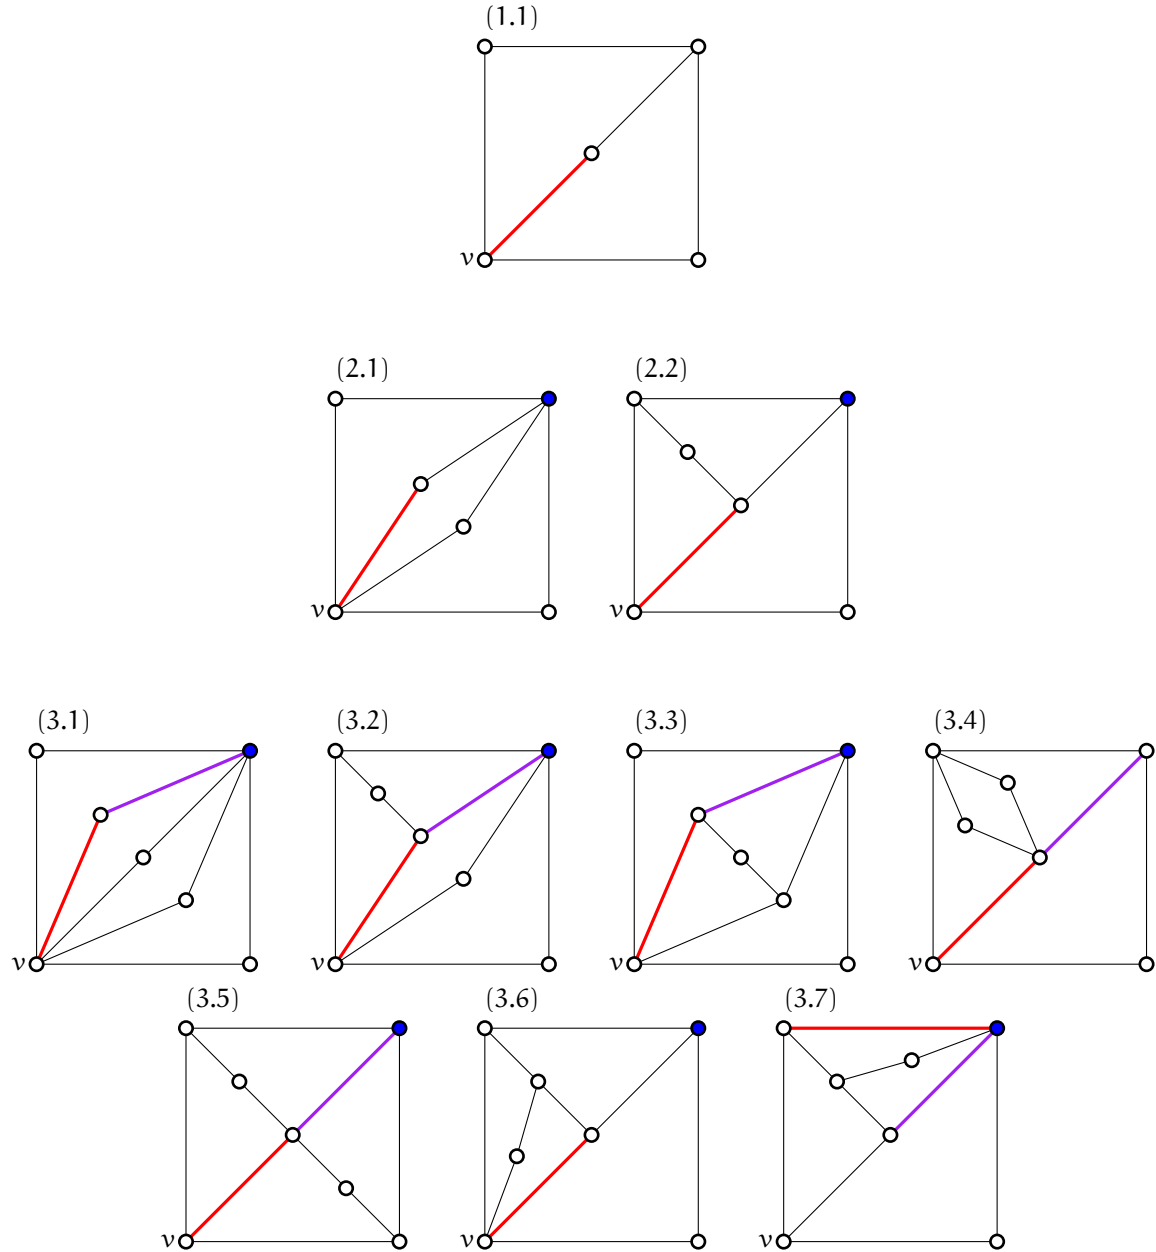 (1.1)
v
(2.1) (2.2)
v v
(3.1) (3.2) (3.3) (3.4)
v v v v
(3.5) (3.6) (3.7)
v v v